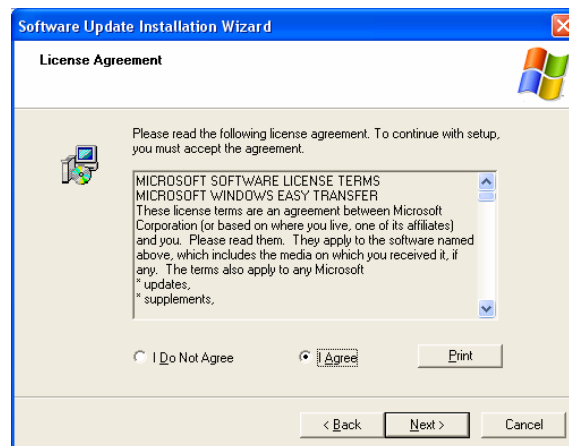 Software Update Installation Wizard
License Agreement
Please read the following license agreement. To continue with setup,
you must accept the agreement.
MICROSOFT SOFTWARE LICENSE TERMS
MICROSOFT WINDOWS EASY TRANSFER
These license terms are an agreement between Microsoft
Corporation (or based on where you live, one of its affiliates)
and you.  Please read them.  They apply to the software named
above, which includes the media on which you received it, if
any.  The terms also apply to any Microsoft
* updates,
* supplements,
I Do Not Agree
I Agree
Print
< Back
Next >
Cancel